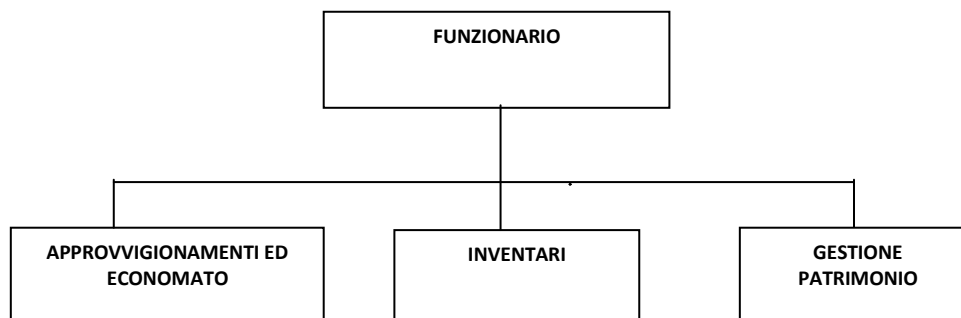 FUNZIONARIO
APPROVVIGIONAMENTI ED
ECONOMATO
INVENTARI
GESTIONE
PATRIMONIO